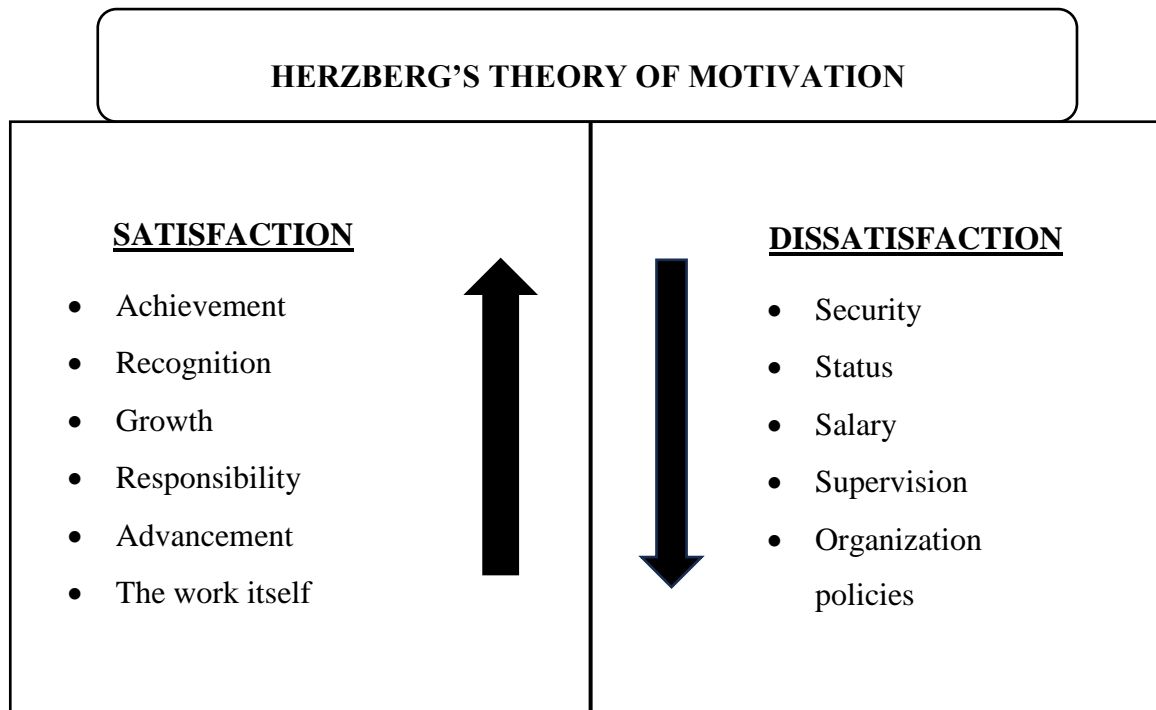 HERZBERG’S THEORY OF MOTIVATION
SATISFACTION
• Achievement
• Recognition
• Growth
• Responsibility
• Advancement
• The work itself
DISSATISFACTION
• Security
• Status
• Salary
• Supervision
• Organization
policies